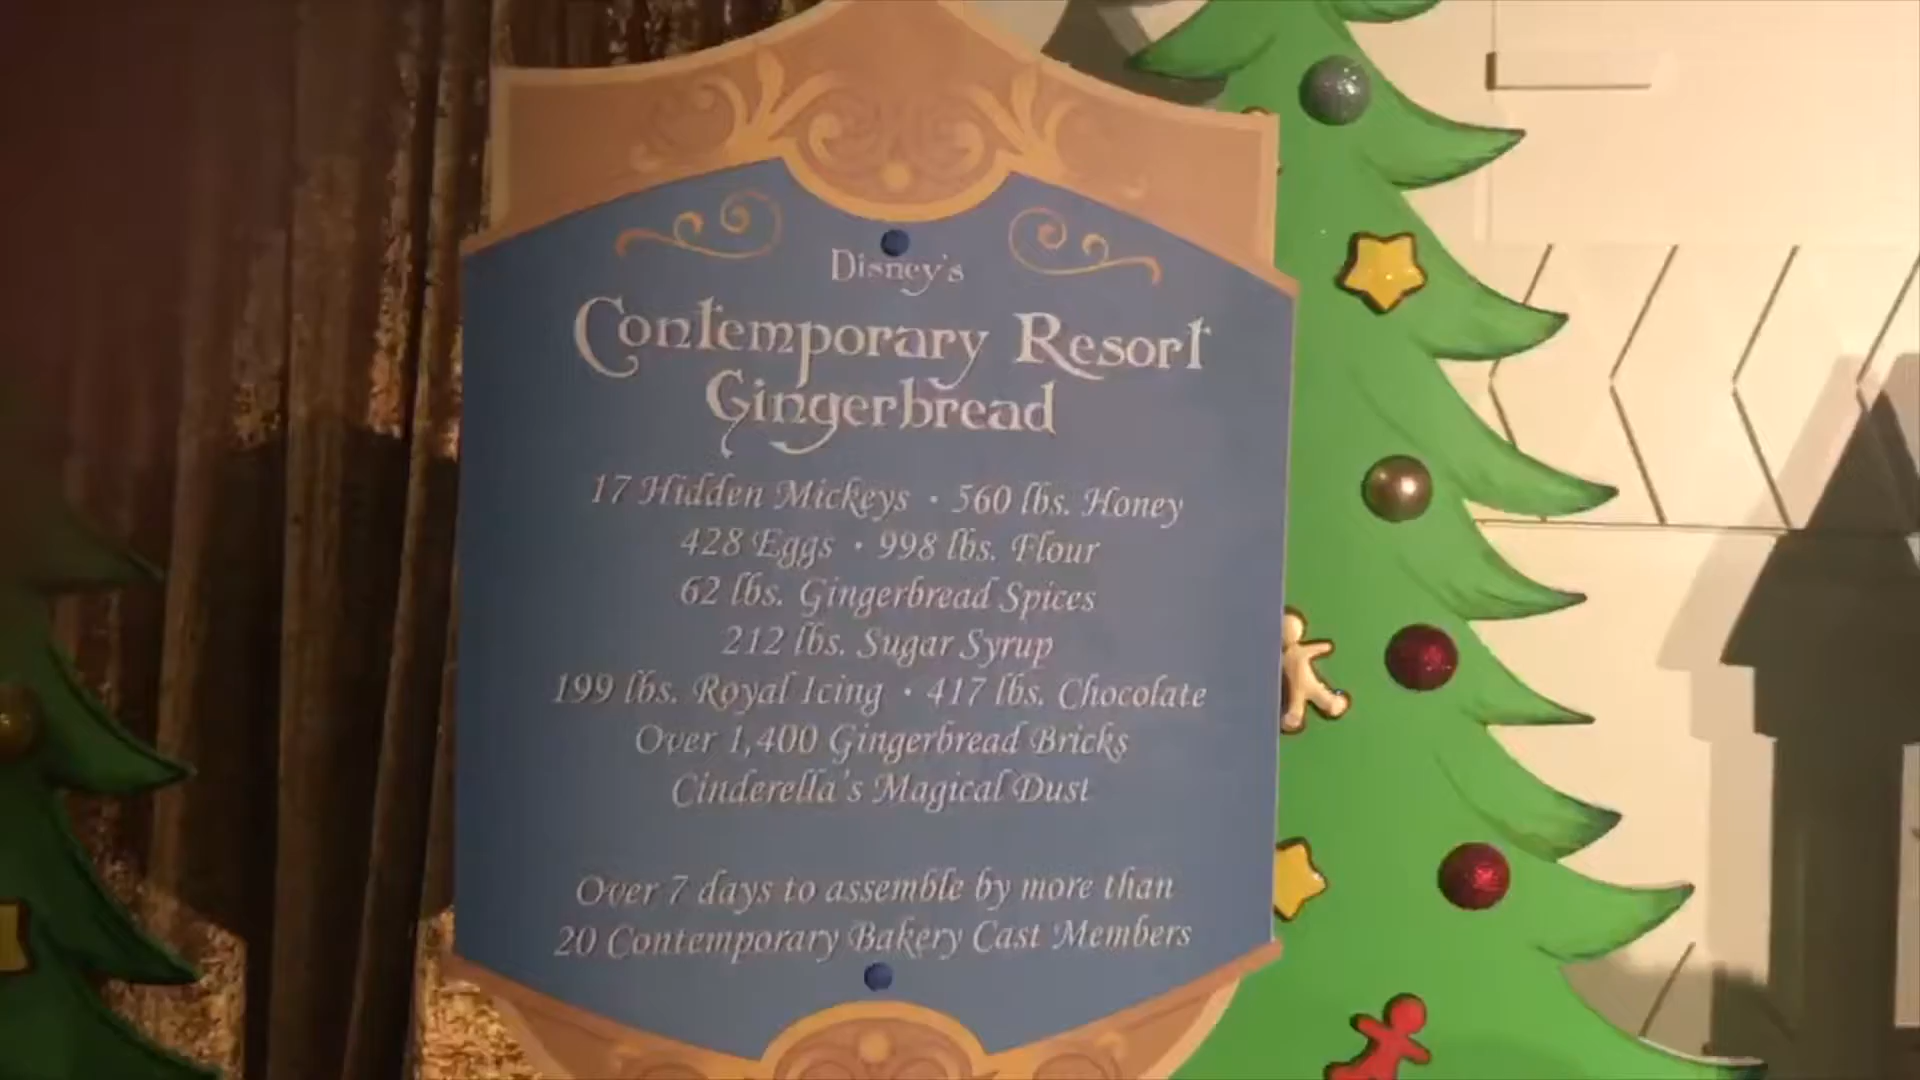 Disney's
Contemporary Resort
Gingerbread
17 Hidden Mickeys • 560 lbs. Honey
428 Eggs • 998 lbs. Flour
62 lbs. Gingerbread Spices
212 lbs. Sugar Syrup
199 lbs. Royal Icing • 417 lbs. Chocolate
Over 1,400 Gingerbread Bricks
Cinderella's Magical Dust
Over 7 days to assemble by more than
20 Contemporary Bakery Cast Members